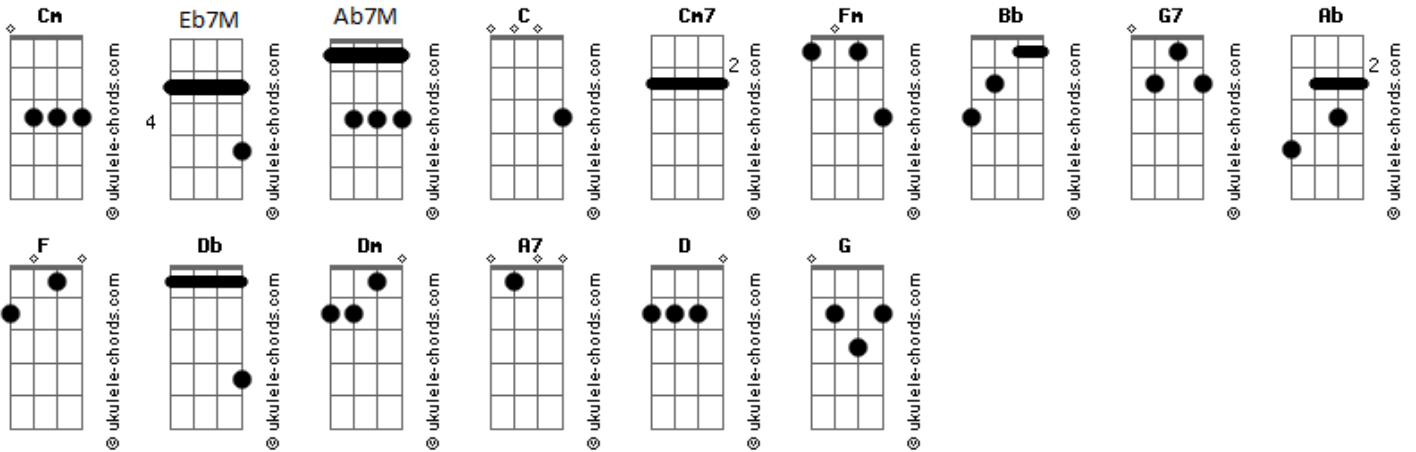 Cm Eb7M Ab7M C Cm7 Fm Bb G7 Ab
2 2
4
© ukulele-chords.com © ukulele-chords.com © ukulele-chords.com © ukulele-chords.com © ukulele-chords.com © ukulele-chords.com © ukulele-chords.com © ukulele-chords.com © ukulele-chords.com
F Db Dm A7 D G
© ukulele-chords.com © ukulele-chords.com © ukulele-chords.com © ukulele-chords.com © ukulele-chords.com © ukulele-chords.com